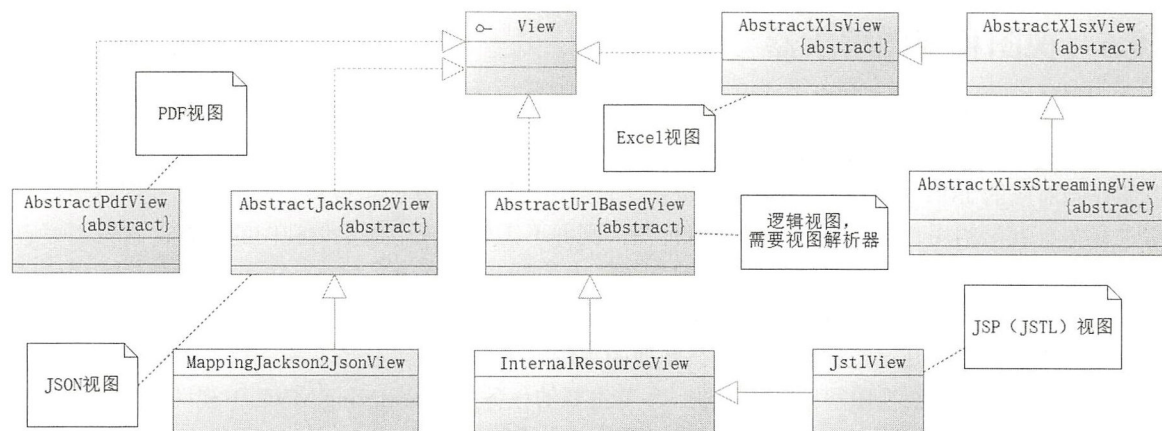 View
AbstractXlsView
{abstract}
AbstractXlsxView
{abstract}
PDF视图
Excel视图
AbstractPdfView
{abstract}
AbstractJackson2View
{abstract}
AbstractUrlBasedView
{abstract}
逻辑视图，
需要视图解析器
AbstractXlsxStreamingView
{abstract}
JSON视图
MappingJackson2JsonView
InternalResourceView
JstlView
JSP（JSTL）视图